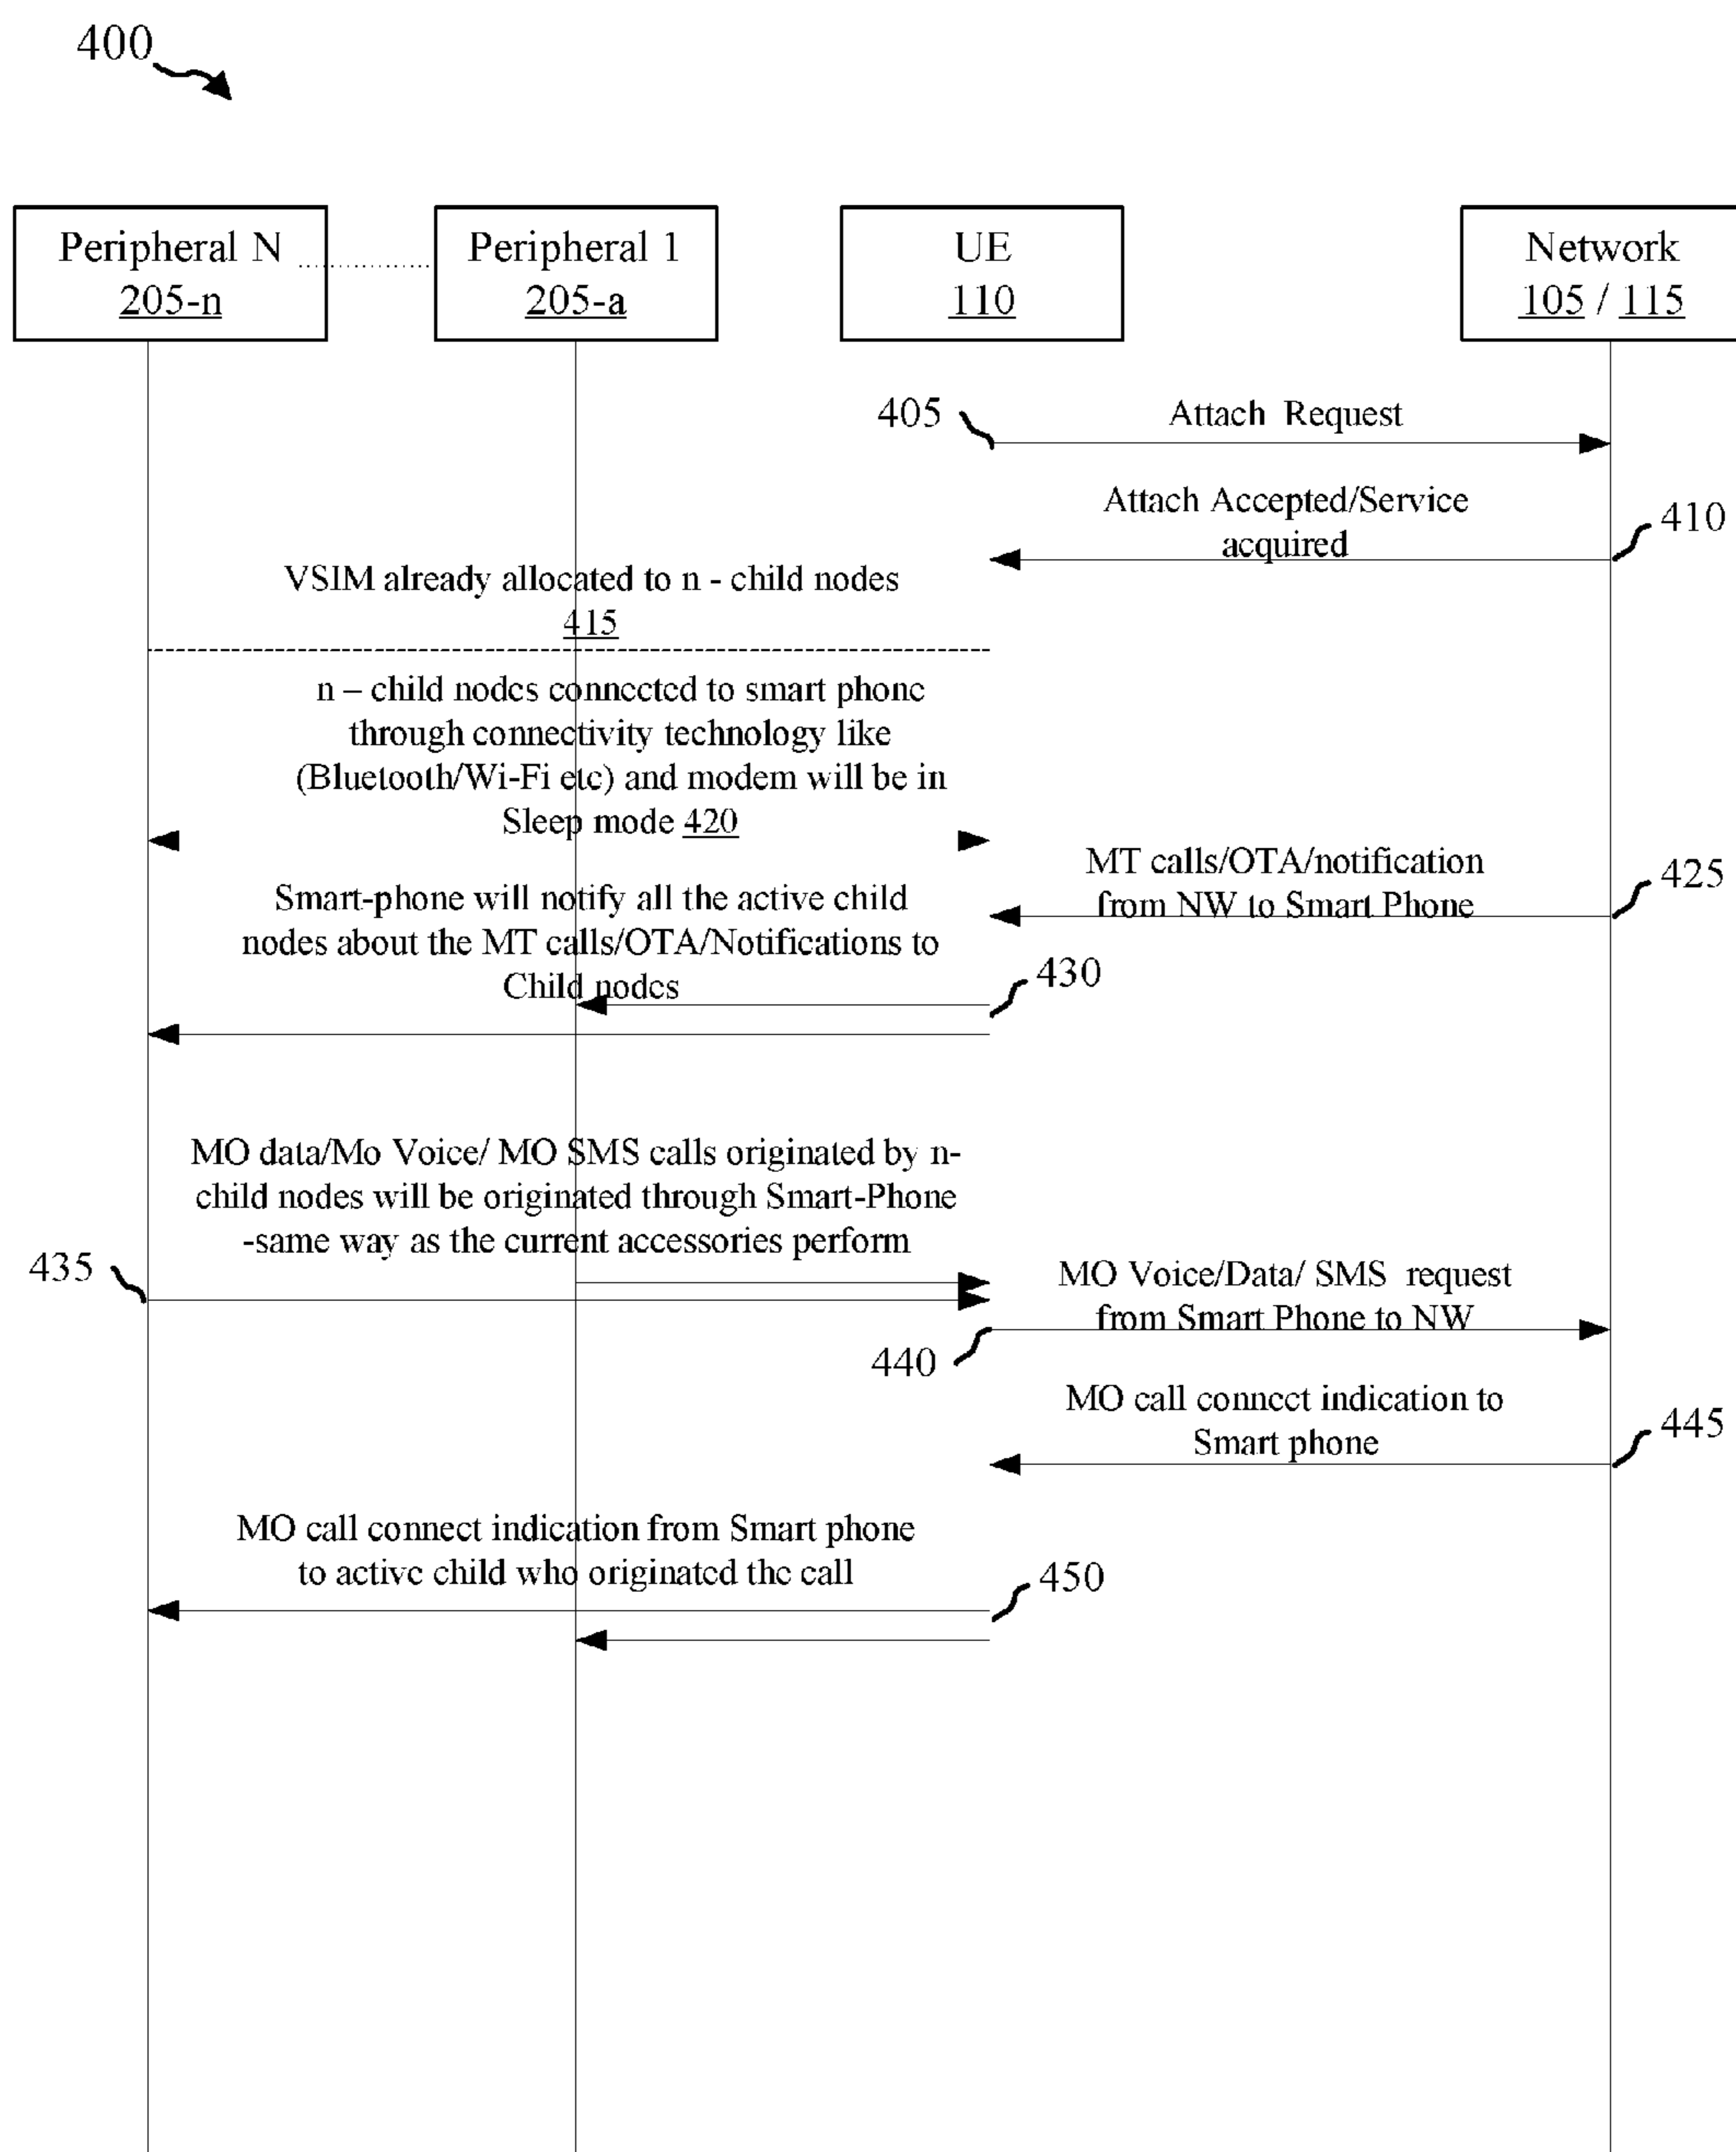 400
Peripheral N
205-n
Peripheral 1
205-a
UE
110
Network
105 / 115
405
Attach Request
Attach Accepted/Service
acquired
410
VSIM already allocated to n - child nodes
415
n – child nodes connected to smart phone
through connectivity technology like
(Bluetooth/Wi-Fi etc) and modem will be in
Sleep mode 420
MT calls/OTA/notification
from NW to Smart Phone
425
Smart-phone will notify all the active child
nodes about the MT calls/OTA/Notifications to
Child nodes
430
MO data/Mo Voice/ MO SMS calls originated by n-
child nodes will be originated through Smart-Phone
-same way as the current accessories perform
435
MO Voice/Data/ SMS request
from Smart Phone to NW
440
MO call connect indication to
Smart phone
445
MO call connect indication from Smart phone
to active child who originated the call
450